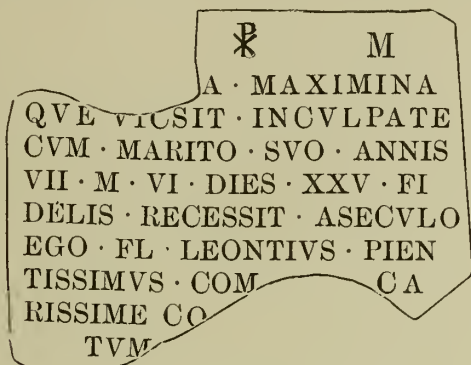 ☧ M
A · MAXIMINA
QVE VICSIT · INCVLPATE
CVM · MARITO · SVO · ANNIS
VII · M · VI · DIES · XXV · FI
DELIS · RECESSIT · ASECVLO
EGO · FL · LEONTIVS · PIEN
TISSIMVS · COM CA
RISSIME CO
TVM